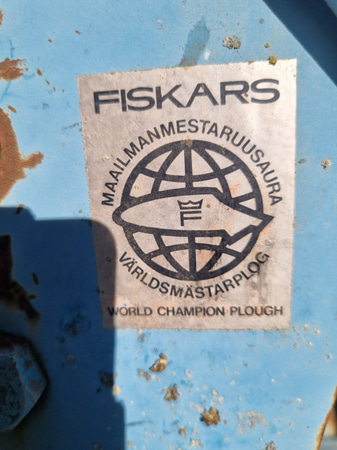 FISKARS
MAAILMANMESTARUUSAURA
F
VÄRLDSMÄSTARPLOG
WORLD CHAMPION PLOUGH